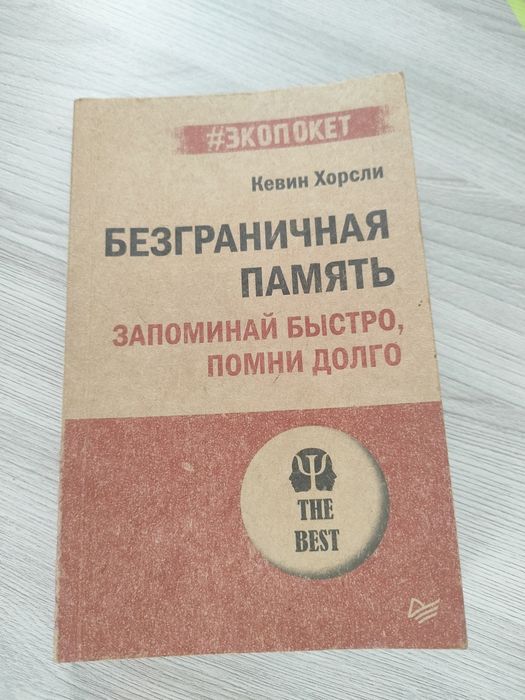 #ЭКОПОКЕТ
Кевин Хорсли
БЕЗГРАНИЧНАЯ
ПАМЯТЬ
ЗАПОМИНАЙ БЫСТРО,
ПОМНИ ДОЛГО
Ψ
THE
BEST